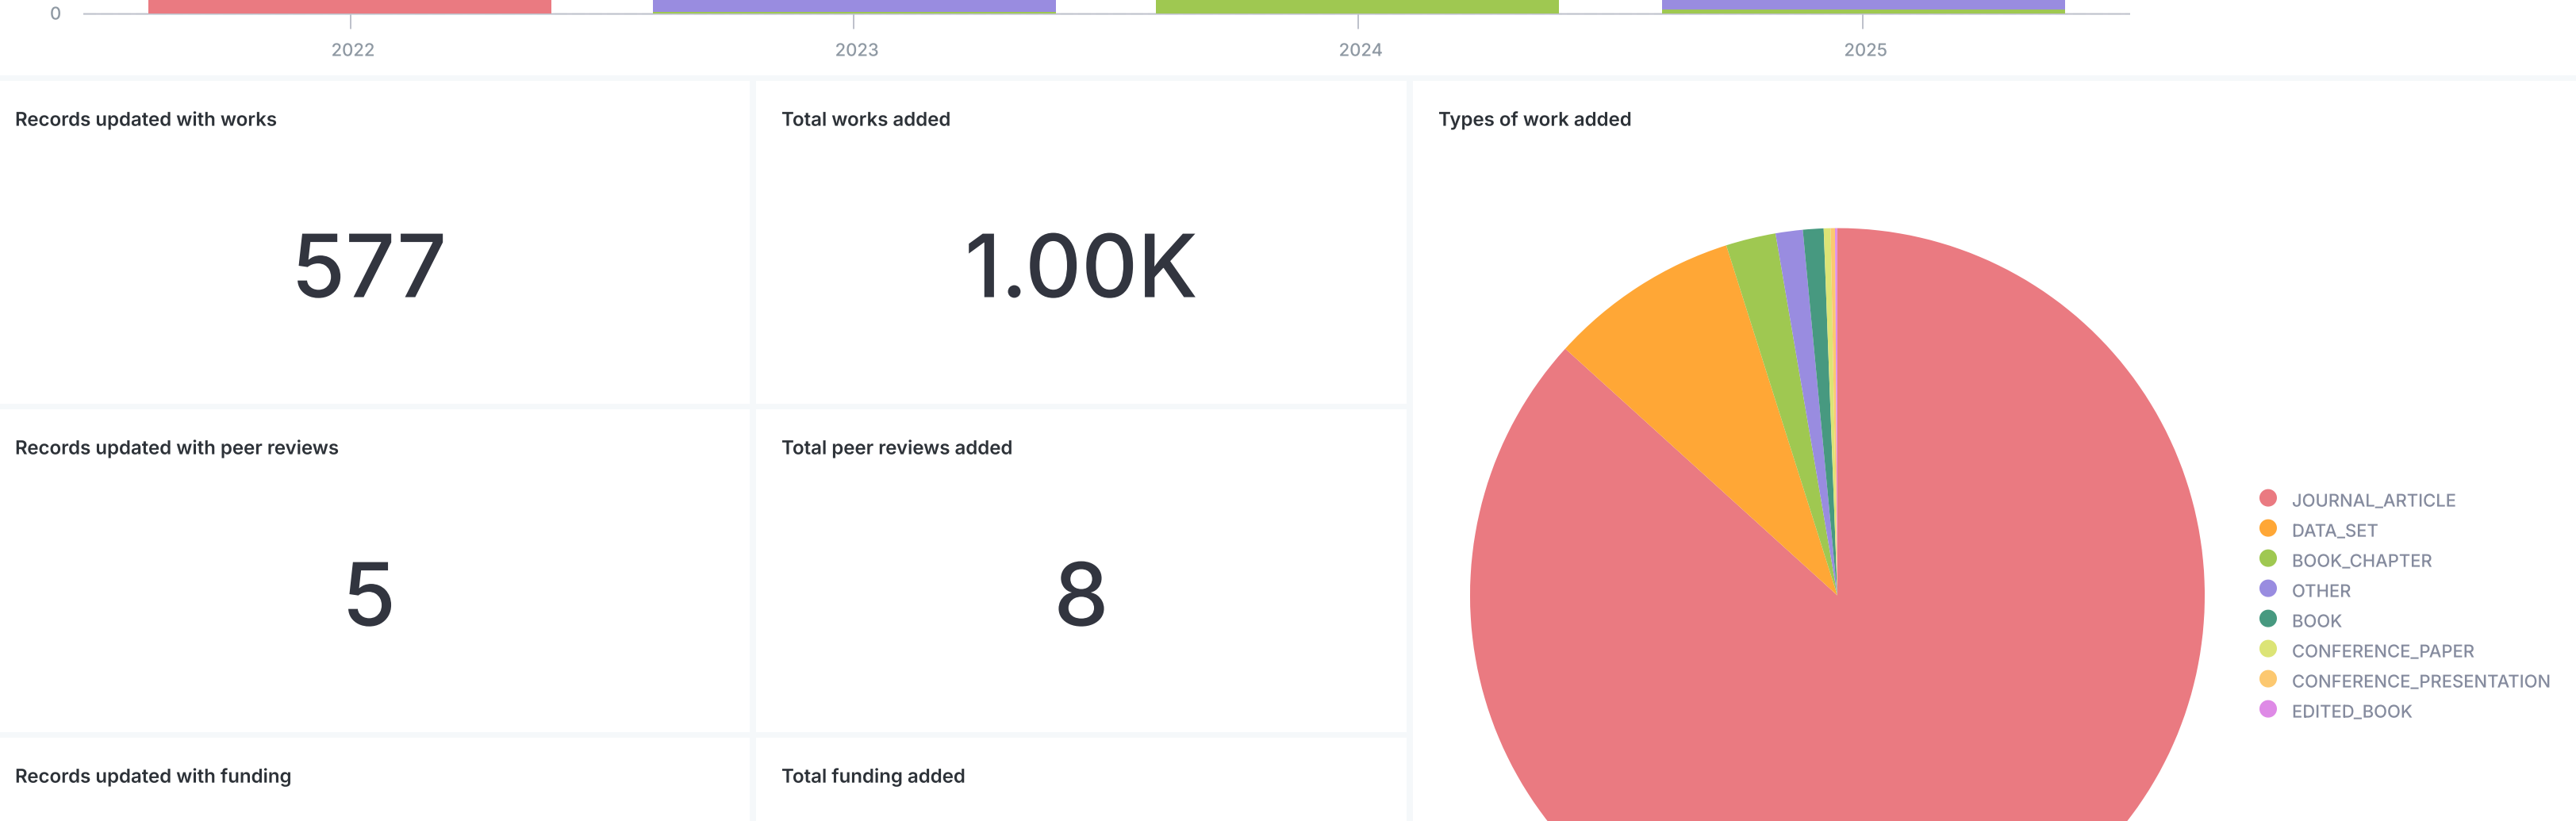 0
2022 2023 2024 2025
Records updated with works
577
Total works added
1.00K
Types of work added
JOURNAL_ARTICLE
DATA_SET
BOOK_CHAPTER
OTHER
BOOK
CONFERENCE_PAPER
CONFERENCE_PRESENTATION
EDITED_BOOK
Records updated with peer reviews
5
Total peer reviews added
8
Records updated with funding
Total funding added